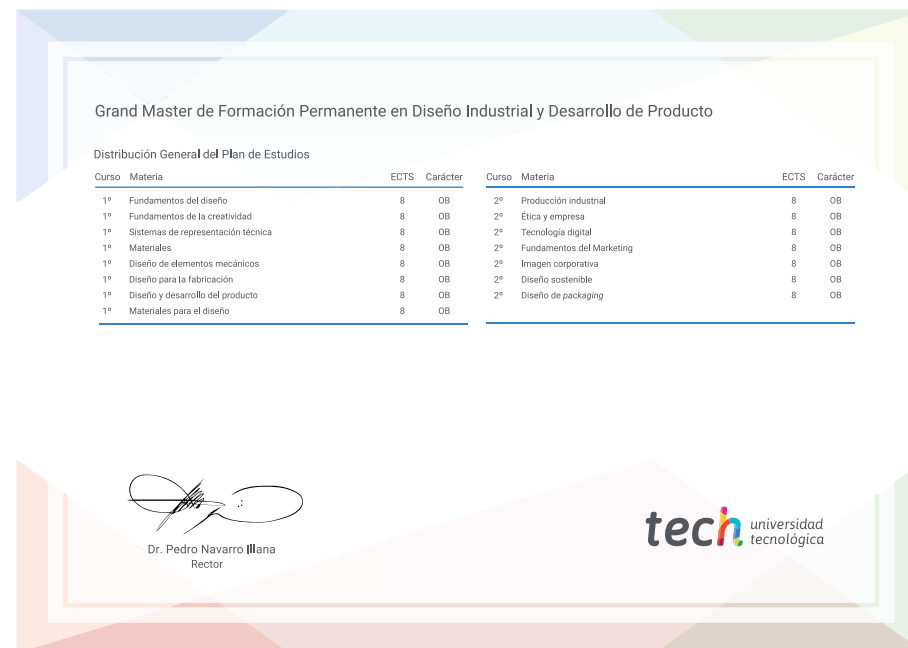 Grand Master de Formación Permanente en Diseño Industrial y Desarrollo de Producto
Distribución General del Plan de Estudios
Curso Materia ECTS Carácter
1º Fundamentos del diseño 8 OB
1º Fundamentos de la creatividad 8 OB
1º Sistemas de representación técnica 8 OB
1º Materiales 8 OB
1º Diseño de elementos mecánicos 8 OB
1º Diseño para la fabricación 8 OB
1º Diseño y desarrollo del producto 8 OB
1º Materiales para el diseño 8 OB
Curso Materia ECTS Carácter
2º Producción industrial 8 OB
2º Ética y empresa 8 OB
2º Tecnología digital 8 OB
2º Fundamentos del Marketing 8 OB
2º Imagen corporativa 8 OB
2º Diseño sostenible 8 OB
2º Diseño de packaging 8 OB
Dr. Pedro Navarro Illana
Rector
tech universidad
tecnológica